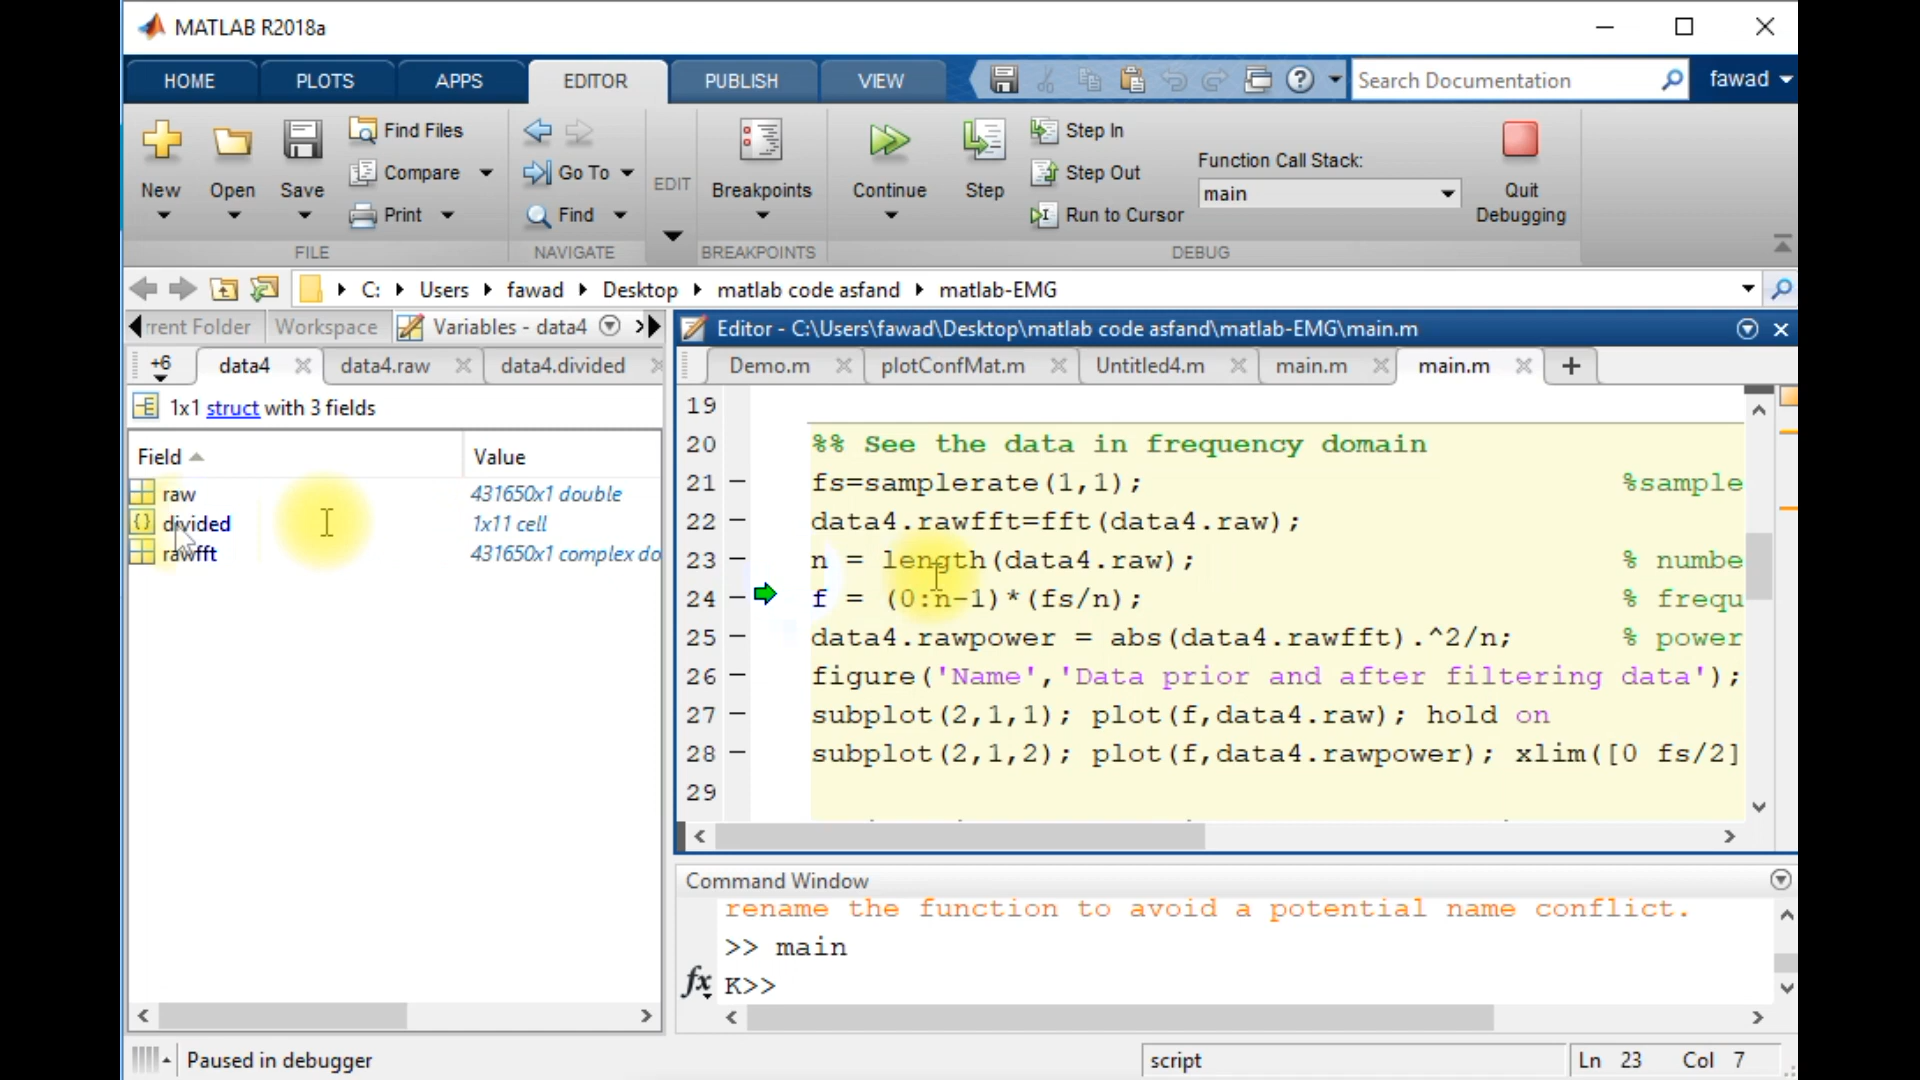 MATLAB R2018a
HOME PLOTS APPS EDITOR PUBLISH VIEW Search Documentation fawad
New Open Save Find Files Compare Print
FILE
Go To Find
NAVIGATE
EDIT
Breakpoints
BREAKPOINTS
Continue Step Step In Step Out Run to Cursor
Function Call Stack:
main
Quit Debugging
DEBUG
C: Users fawad Desktop matlab code asfand matlab-EMG
rrent Folder Workspace Variables - data4
+6 data4 data4.raw data4.divided
1x1 struct with 3 fields
Field Value
raw 431650x1 double
divided 1x11 cell
rawfft 431650x1 complex do
Editor - C:\Users\fawad\Desktop\matlab code asfand\matlab-EMG\main.m
Demo.m plotConfMat.m Untitled4.m main.m main.m
19
20 %% See the data in frequency domain
21 fs=samplerate(1,1); %sample
22 data4.rawfft=fft(data4.raw);
23 n = length(data4.raw); % numbe
24 f = (0:n-1)*(fs/n); % frequ
25 data4.rawpower = abs(data4.rawfft).^2/n; % power
26 figure('Name','Data prior and after filtering data');
27 subplot(2,1,1); plot(f,data4.raw); hold on
28 subplot(2,1,2); plot(f,data4.rawpower); xlim([0 fs/2]
29
Command Window
rename the function to avoid a potential name conflict.
>> main
fx K>>
Paused in debugger script Ln 23 Col 7